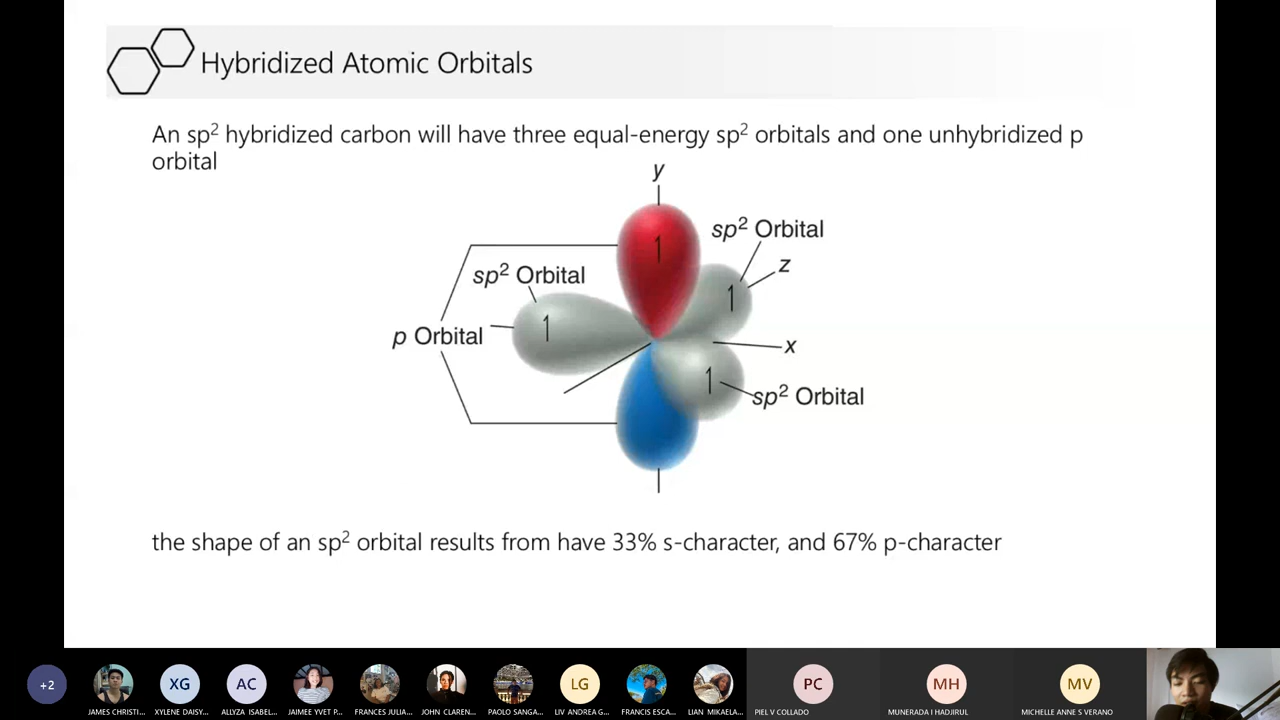 Hybridized Atomic Orbitals
An sp² hybridized carbon will have three equal-energy sp² orbitals and one unhybridized p
orbital
y
sp² Orbital
z
sp² Orbital
1
1
1
p Orbital
x
1
sp² Orbital
the shape of an sp² orbital results from have 33% s-character, and 67% p-character
+2
XG
AC
LG
PC
MH
MV
JAMES CHRISTI...
XYLENE DAISY...
ALLYZA ISABEL...
JAIMEE YVET P...
FRANCES JULIA...
JOHN CLAREN...
PAOLO SANGA...
LIV ANDREA G...
FRANCIS ESCA...
LIAN MIKAELA...
PIEL V COLLADO
MUNERADA I HADJIRUL
MICHELLE ANNE S VERANO